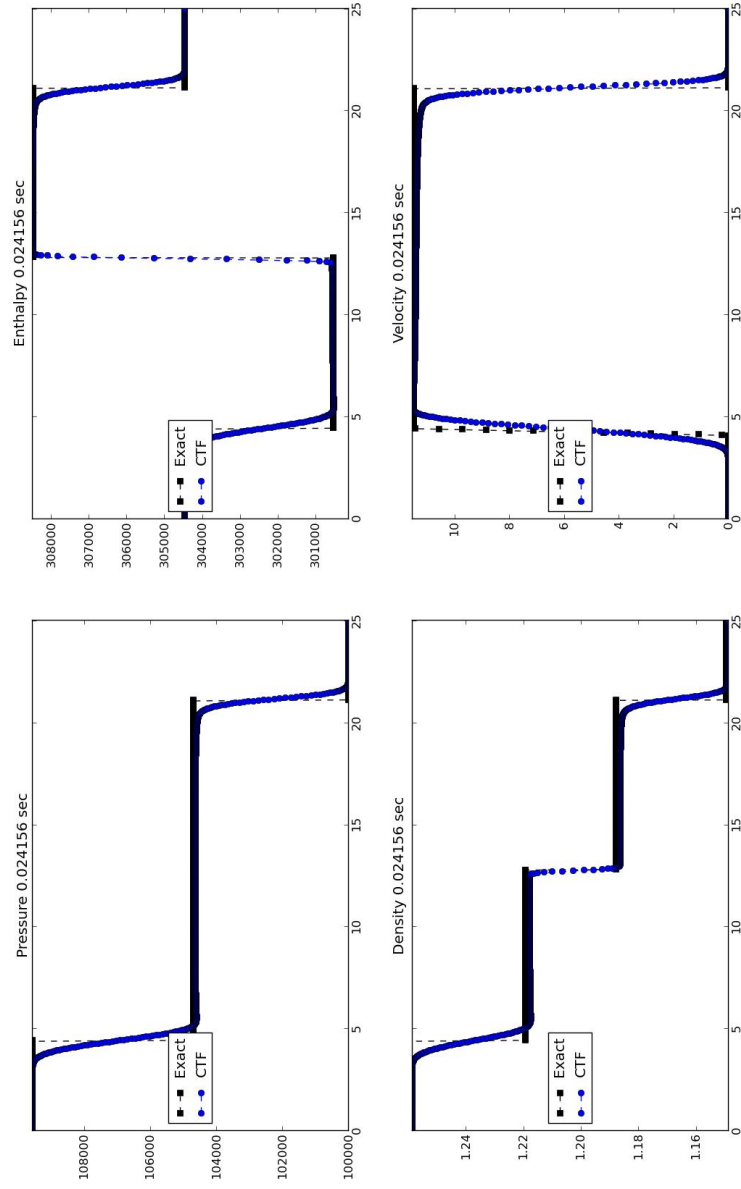 Pressure 0.024156 sec
108000
106000
104000
102000
100000
Exact
CTF
0 5 10 15 20 25
Enthalpy 0.024156 sec
308000
307000
306000
305000
304000
303000
302000
301000
Exact
CTF
0 5 10 15 20 25
Density 0.024156 sec
1.24
1.22
1.20
1.18
1.16
Exact
CTF
0 5 10 15 20 25
Velocity 0.024156 sec
10
8
6
4
2
0
Exact
CTF
0 5 10 15 20 25